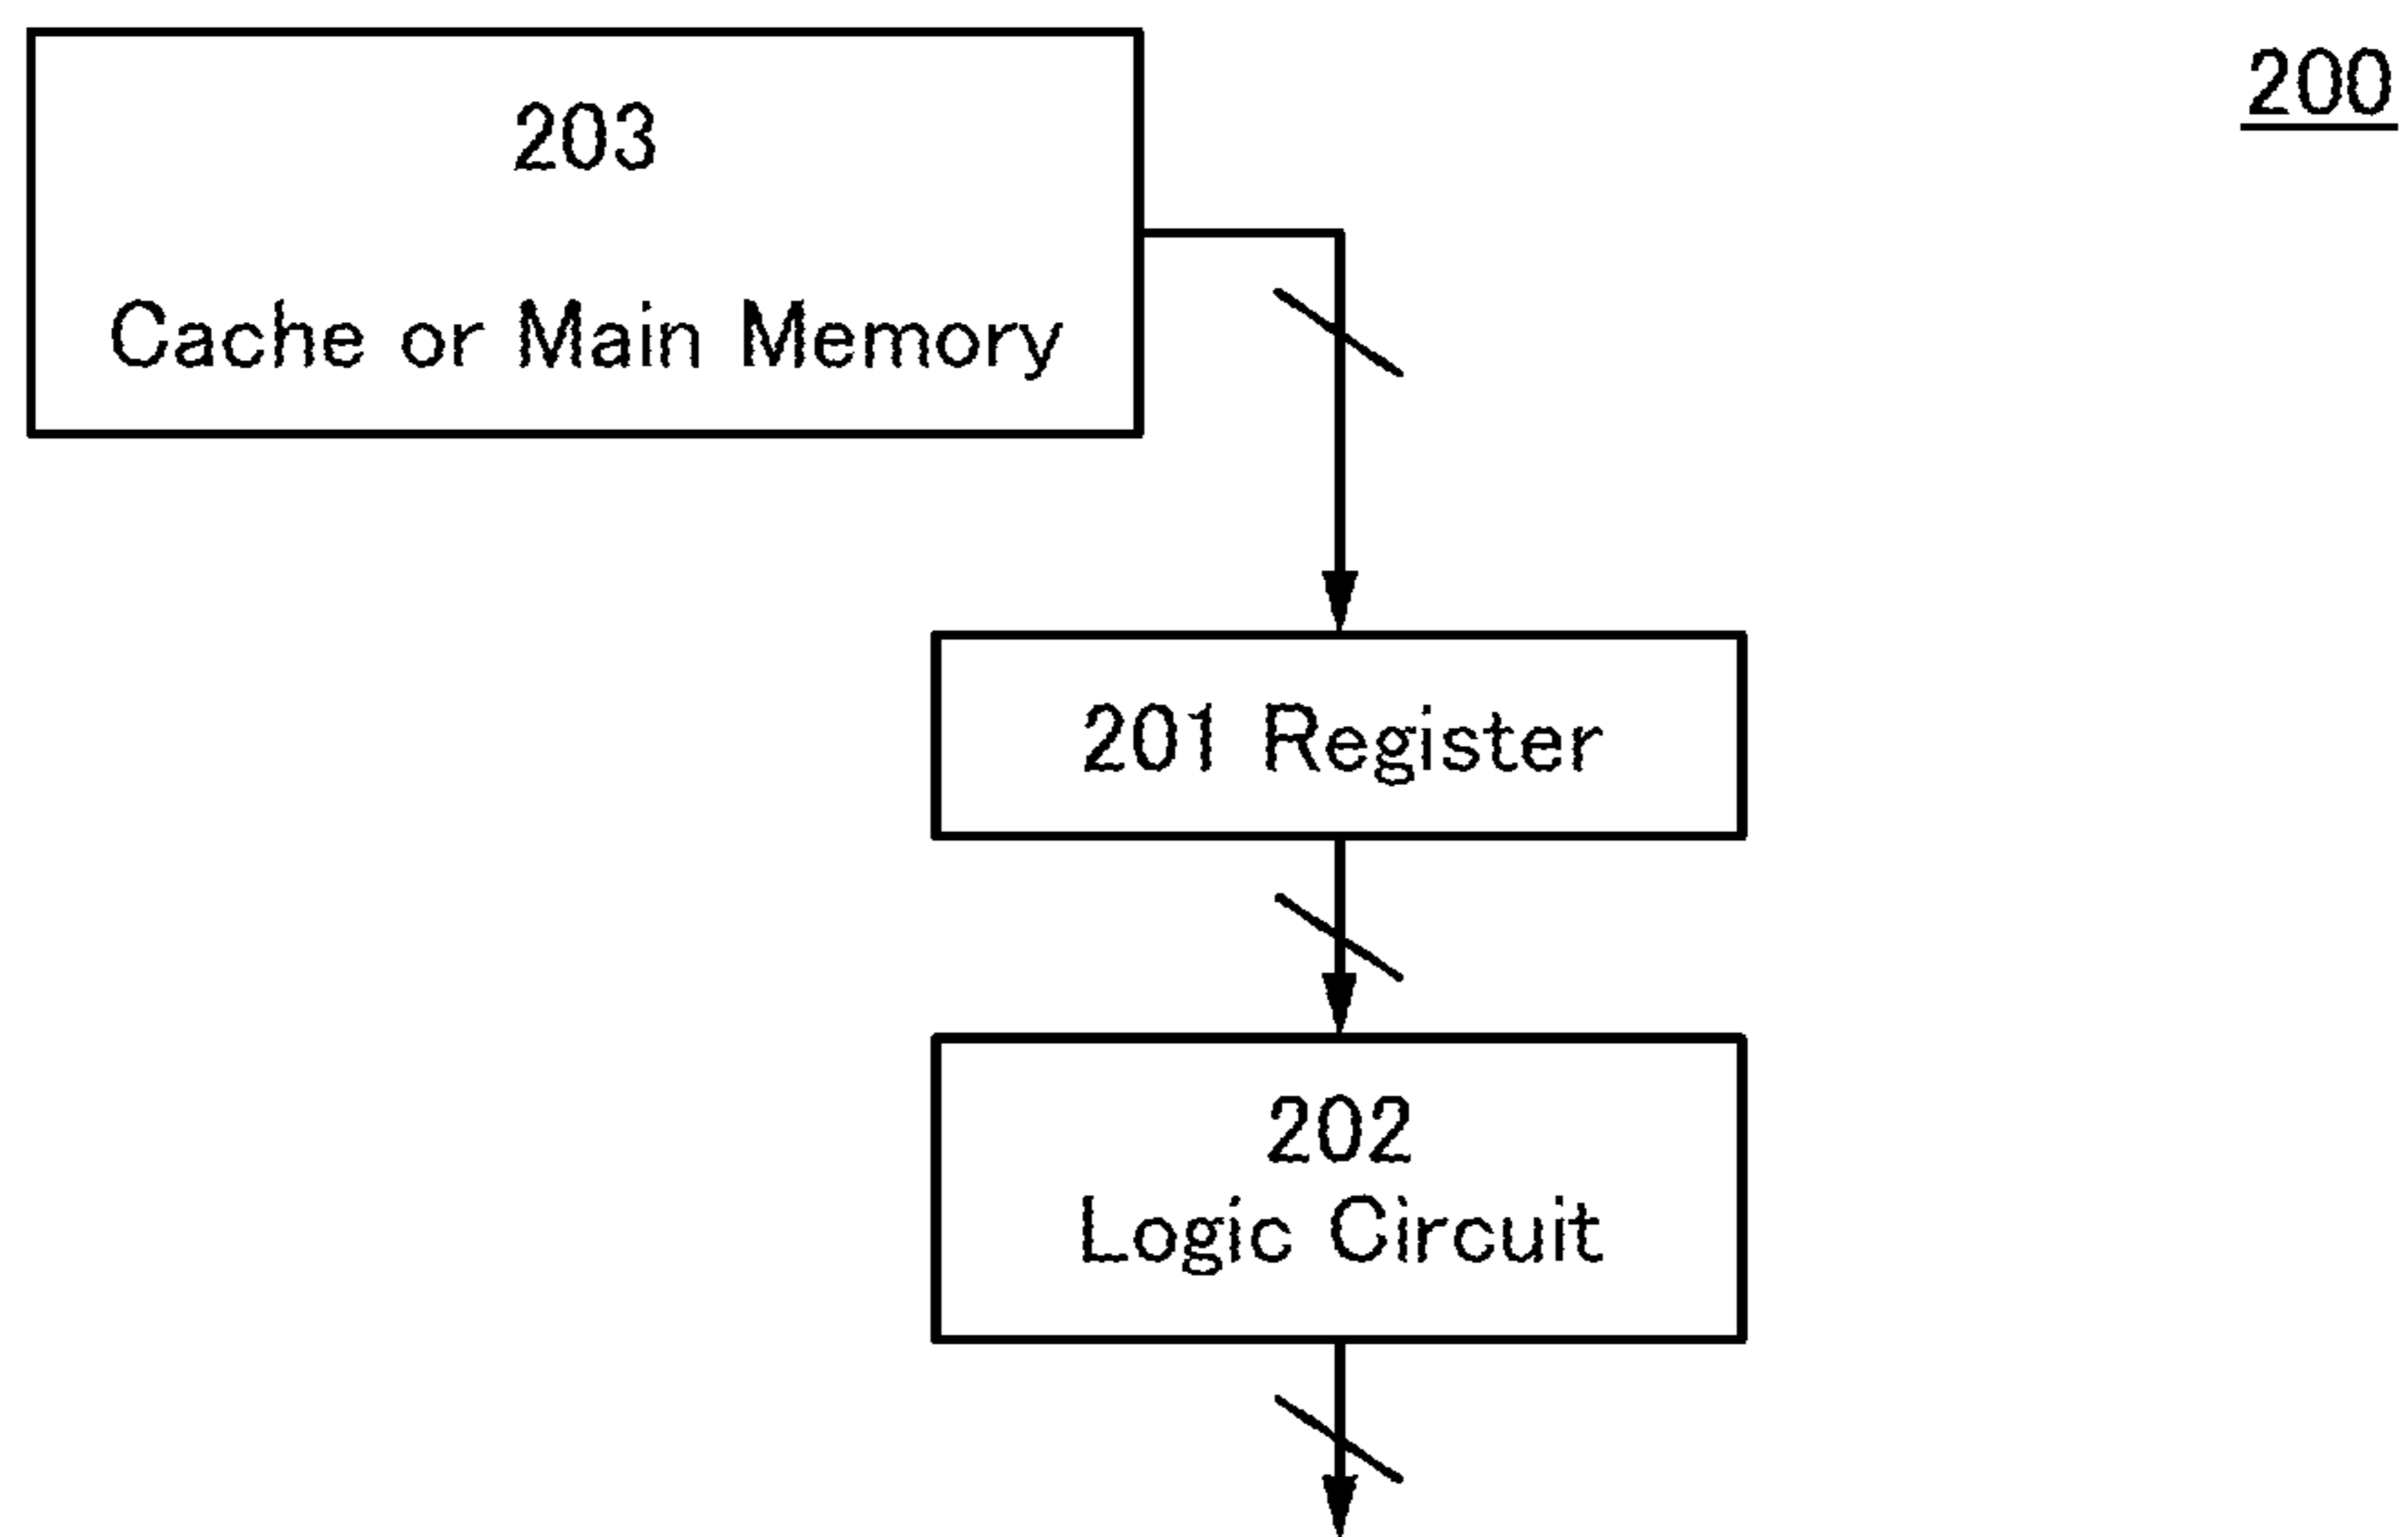 200
203
Cache or Main Memory
201 Register
202
Logic Circuit